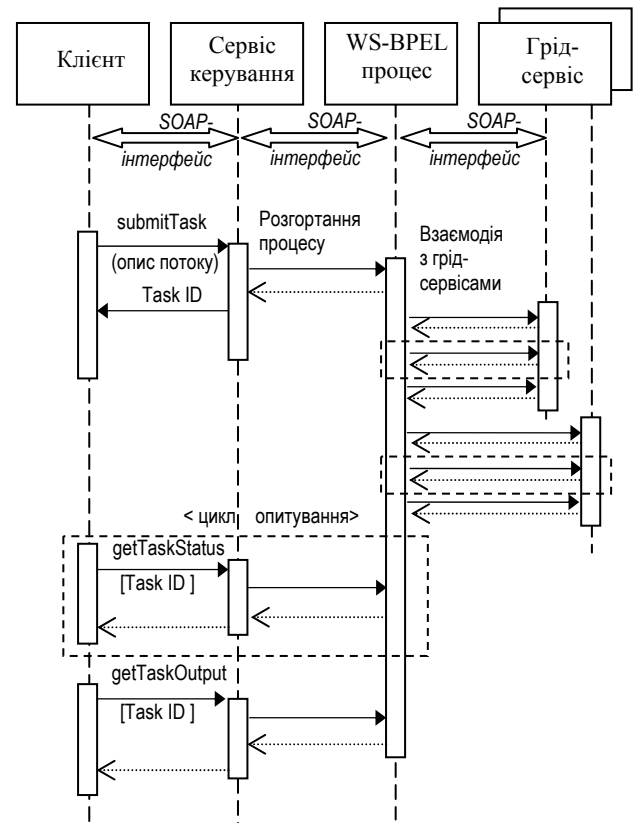 Клієнт
Сервіс
керування
WS-BPEL
процес
Грід-
сервіс
SOAP-
інтерфейс
SOAP-
інтерфейс
SOAP-
інтерфейс
submitTask
(опис потоку)
Task ID
Розгортання
процесу
Взаємодія
з грід-
сервісами
< цикл опитування>
getTaskStatus
[Task ID ]
getTaskOutput
[Task ID ]